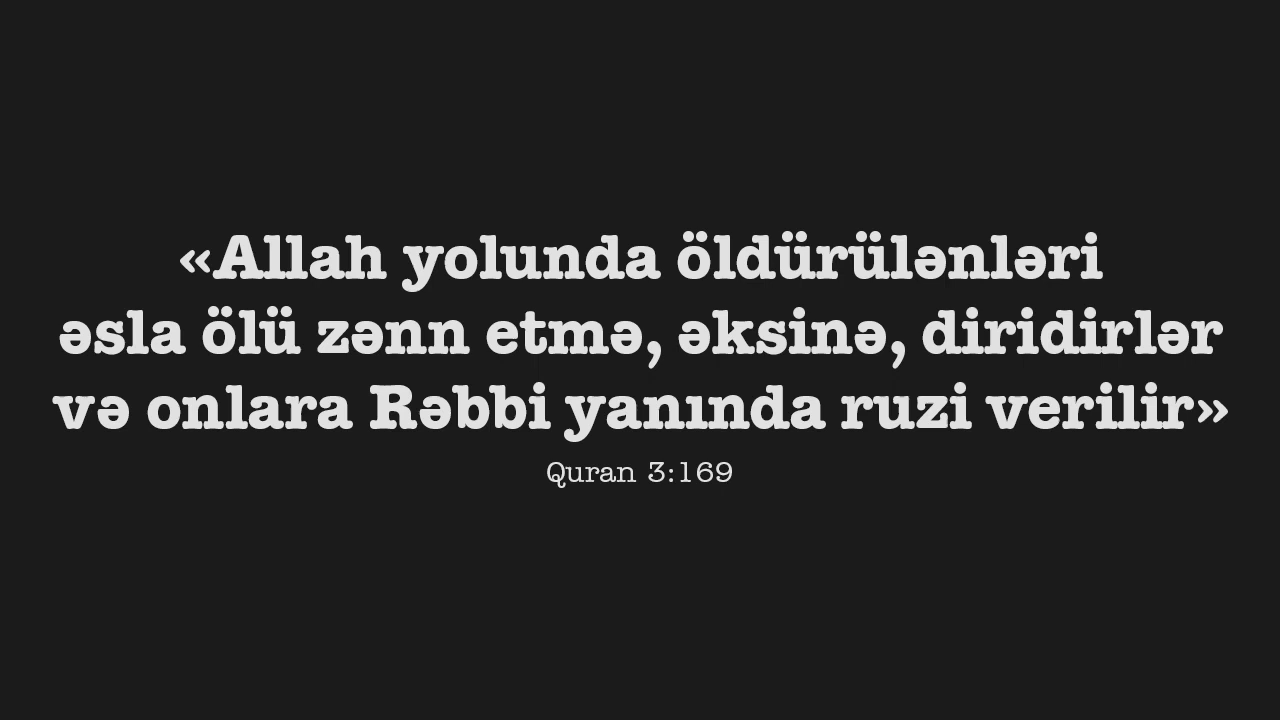 «Allah yolunda öldürülənləri
əsla ölü zənn etmə, əksinə, diridirlər
və onlara Rəbbi yanında ruzi verilir»
Quran 3:169